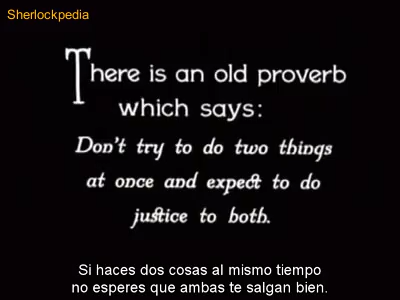 Sherlockpedia
There is an old proverb
which says:
Don't try to do two things
at once and expect to do
justice to both.
Si haces dos cosas al mismo tiempo
no esperes que ambas te salgan bien.